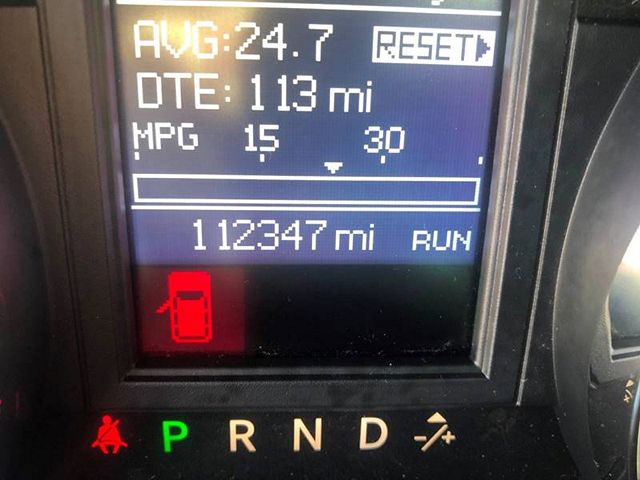 AVG:24.7 RESET
DTE: 113 mi
MPG 15 30
112347 mi RUN
P R N D -/+